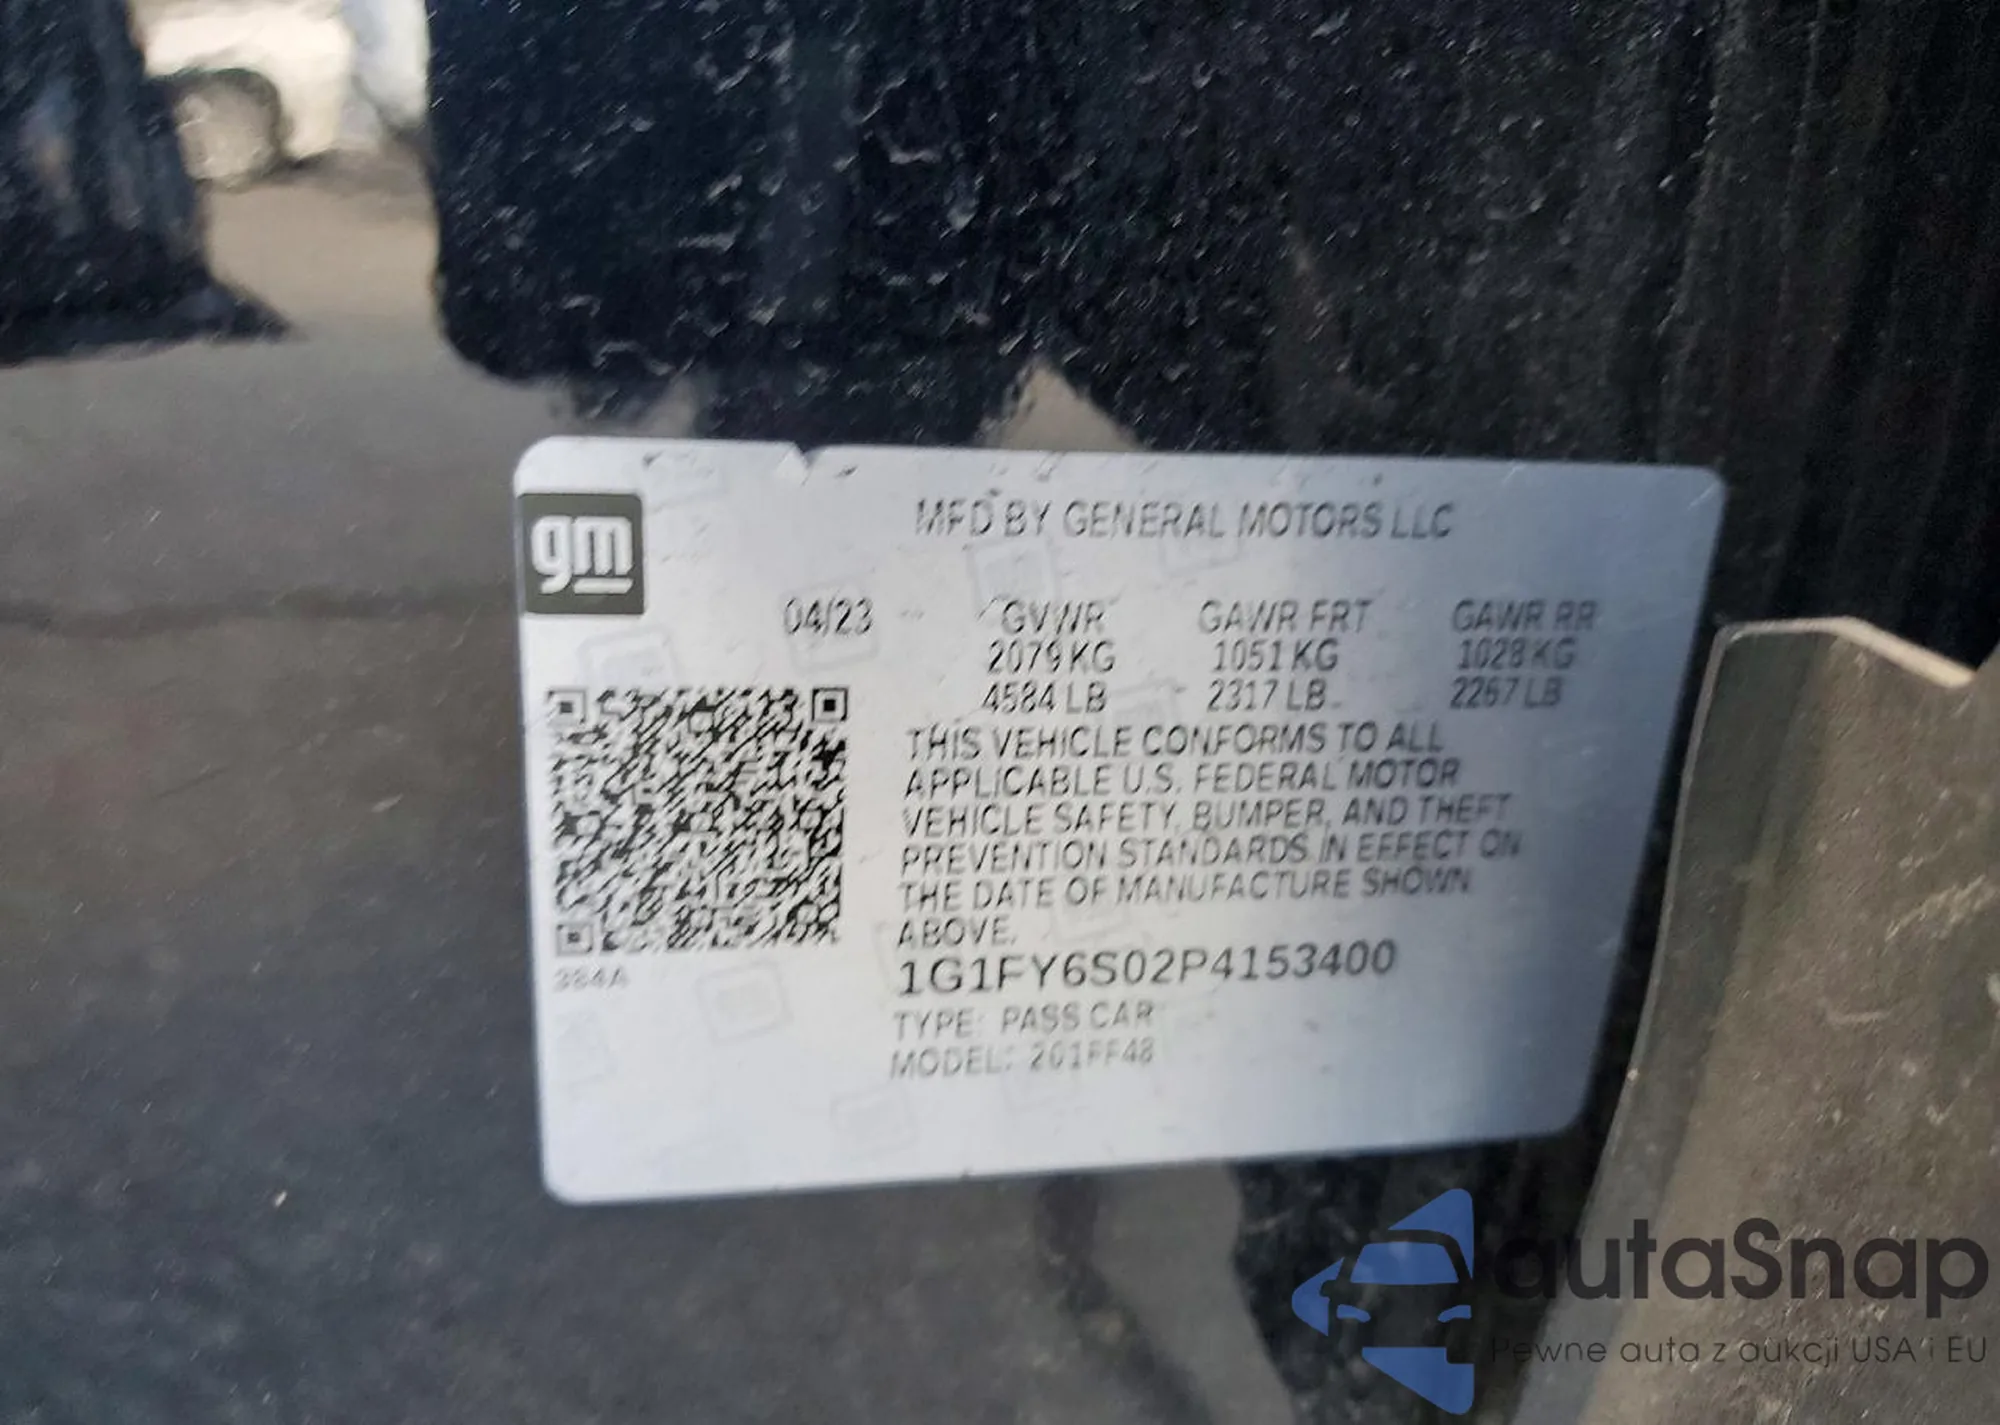 gm
MFD BY GENERAL MOTORS LLC
04/23 GVWR GAWR FRT GAWR RR
2079 KG 1051 KG 1028 KG
4584 LB 2317 LB 2267 LB
THIS VEHICLE CONFORMS TO ALL
APPLICABLE U.S. FEDERAL MOTOR
VEHICLE SAFETY, BUMPER, AND THEFT
PREVENTION STANDARDS IN EFFECT ON
THE DATE OF MANUFACTURE SHOWN
ABOVE.
384A
1G1FY6S02P4153400
TYPE: PASS CAR
MODEL: 201FF48
autaSnap
Pewne auta z aukcji USA i EU